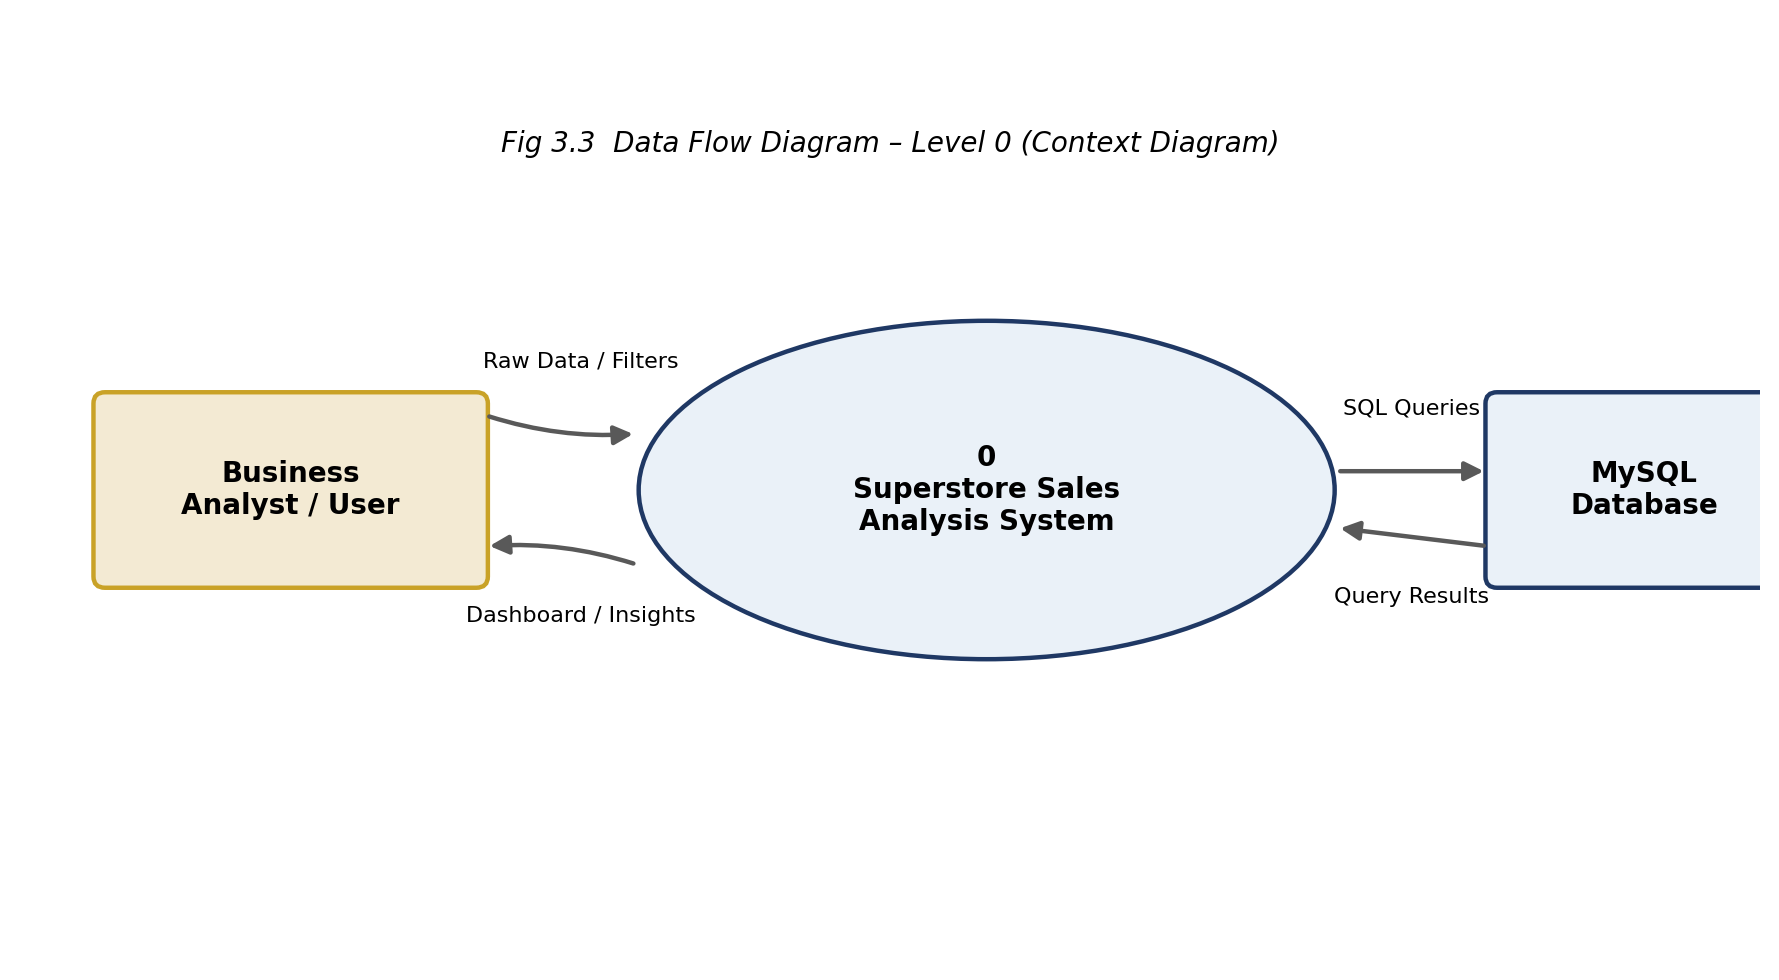 Fig 3.3  Data Flow Diagram – Level 0 (Context Diagram)
Raw Data / Filters
SQL Queries
Business
Analyst / User
0
Superstore Sales
Analysis System
MySQL
Database
Dashboard / Insights
Query Results